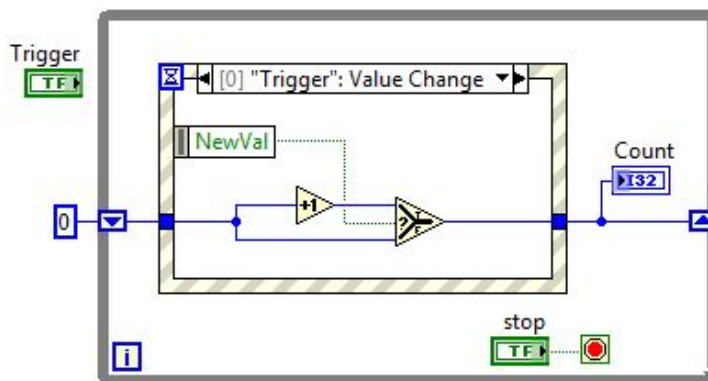 Trigger
TF
[0] "Trigger": Value Change
NewVal
Count
I32
0
+1
?
T
F
stop
TF
i